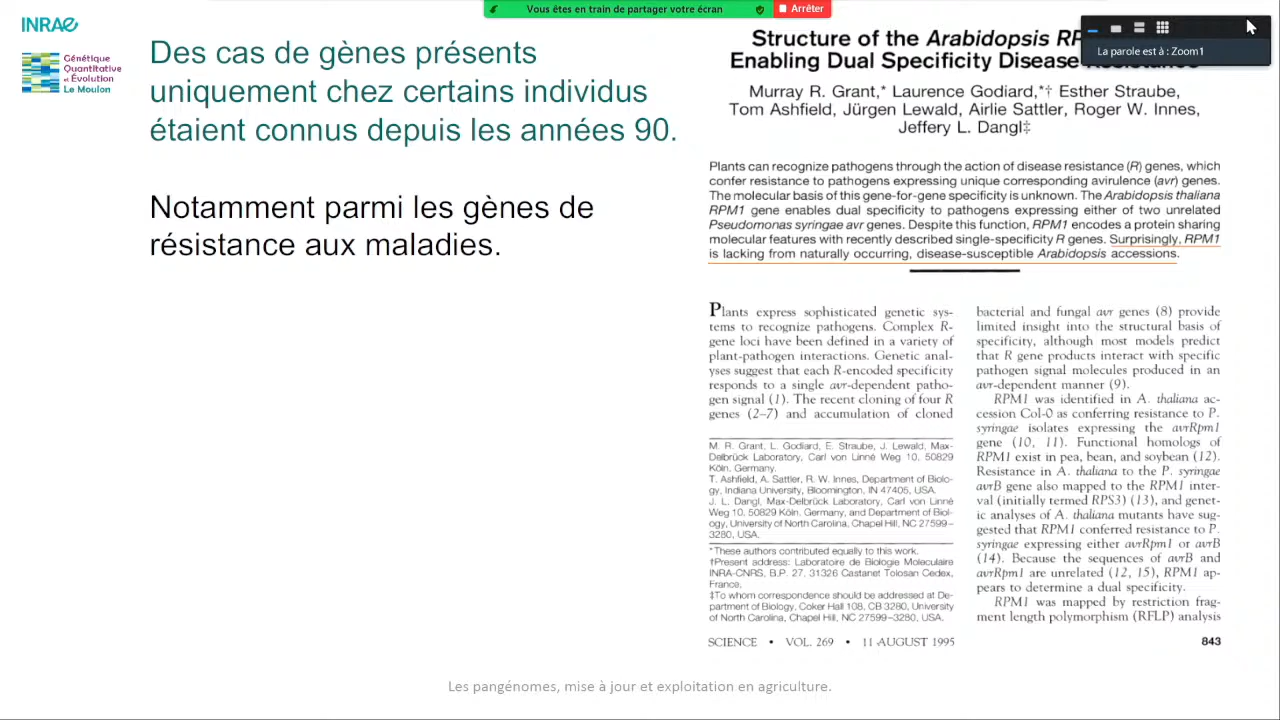 Vous êtes en train de partager votre écran
Arrêter
INRAE
Génétique
Quantitative
et Évolution
Le Moulon
La parole est à : Zoom1
Des cas de gènes présents
uniquement chez certains individus
étaient connus depuis les années 90.
Notamment parmi les gènes de
résistance aux maladies.
Structure of the Arabidopsis
Enabling Dual Specificity Disease
Murray R. Grant,* Laurence Godiard,*† Esther Straube,
Tom Ashfield, Jürgen Lewald, Airlie Sattler, Roger W. Innes,
Jeffery L. Dangl‡
Plants can recognize pathogens through the action of disease resistance (R) genes, which
confer resistance to pathogens expressing unique corresponding avirulence (avr) genes.
The molecular basis of this gene-for-gene specificity is unknown. The Arabidopsis thaliana
RPM1 gene enables dual specificity to pathogens expressing either of two unrelated
Pseudomonas syringae avr genes. Despite this function, RPM1 encodes a protein sharing
molecular features with recently described single-specificity R genes. Surprisingly, RPM1
is lacking from naturally occurring, disease-susceptible Arabidopsis accessions.
Plants express sophisticated genetic sys-
tems to recognize pathogens. Complex R-
gene loci have been defined in a variety of
plant-pathogen interactions. Genetic anal-
yses suggest that each R-encoded specificity
responds to a single avr-dependent patho-
gen signal (1). The recent cloning of four R
genes (2–7) and accumulation of cloned
M. R. Grant, L. Godiard, E. Straube, J. Lewald, Max-
Delbrück Laboratory, Carl von Linné Weg 10, 50829
Köln, Germany.
T. Ashfield, A. Sattler, R. W. Innes, Department of Biolo-
gy, Indiana University, Bloomington, IN 47405, USA.
J. L. Dangl, Max-Delbrück Laboratory, Carl von Linné
Weg 10, 50829 Köln, Germany, and Department of Biol-
ogy, University of North Carolina, Chapel Hill, NC 27599–
3280, USA.
*These authors contributed equally to this work.
†Present address: Laboratoire de Biologie Moleculaire
INRA-CNRS, B.P. 27, 31326 Castanet Tolosan Cedex,
France.
‡To whom correspondence should be addressed at De-
partment of Biology, Coker Hall 108, CB 3280, University
of North Carolina, Chapel Hill, NC 27599–3280, USA.
bacterial and fungal avr genes (8) provide
limited insight into the structural basis of
specificity, although most models predict
that R gene products interact with specific
pathogen signal molecules produced in an
avr-dependent manner (9).
RPM1 was identified in A. thaliana ac-
cession Col-0 as conferring resistance to P.
syringae isolates expressing the avrRpm1
gene (10, 11). Functional homologs of
RPM1 exist in pea, bean, and soybean (12).
Resistance in A. thaliana to the P. syringae
avrB gene also mapped to the RPM1 inter-
val (initially termed RPS3) (13), and genet-
ic analyses of A. thaliana mutants have sug-
gested that RPM1 conferred resistance to P.
syringae expressing either avrRpm1 or avrB
(14). Because the sequences of avrB and
avrRpm1 are unrelated (12, 15), RPM1 ap-
pears to determine a dual specificity.
RPM1 was mapped by restriction frag-
ment length polymorphism (RFLP) analysis
SCIENCE • VOL. 269 • 11 AUGUST 1995
843
Les pangénomes, mise à jour et exploitation en agriculture.